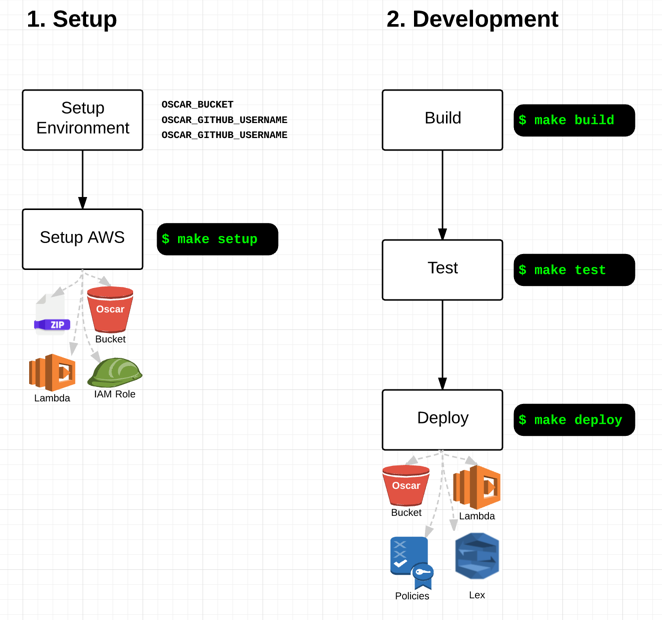 1. Setup
2. Development
Setup
Environment
OSCAR_BUCKET
OSCAR_GITHUB_USERNAME
OSCAR_GITHUB_USERNAME
Build
$ make build
Setup AWS
$ make setup
Test
$ make test
ZIP
Oscar
Bucket
Lambda
IAM Role
Deploy
$ make deploy
Oscar
Bucket
Lambda
Policies
Lex